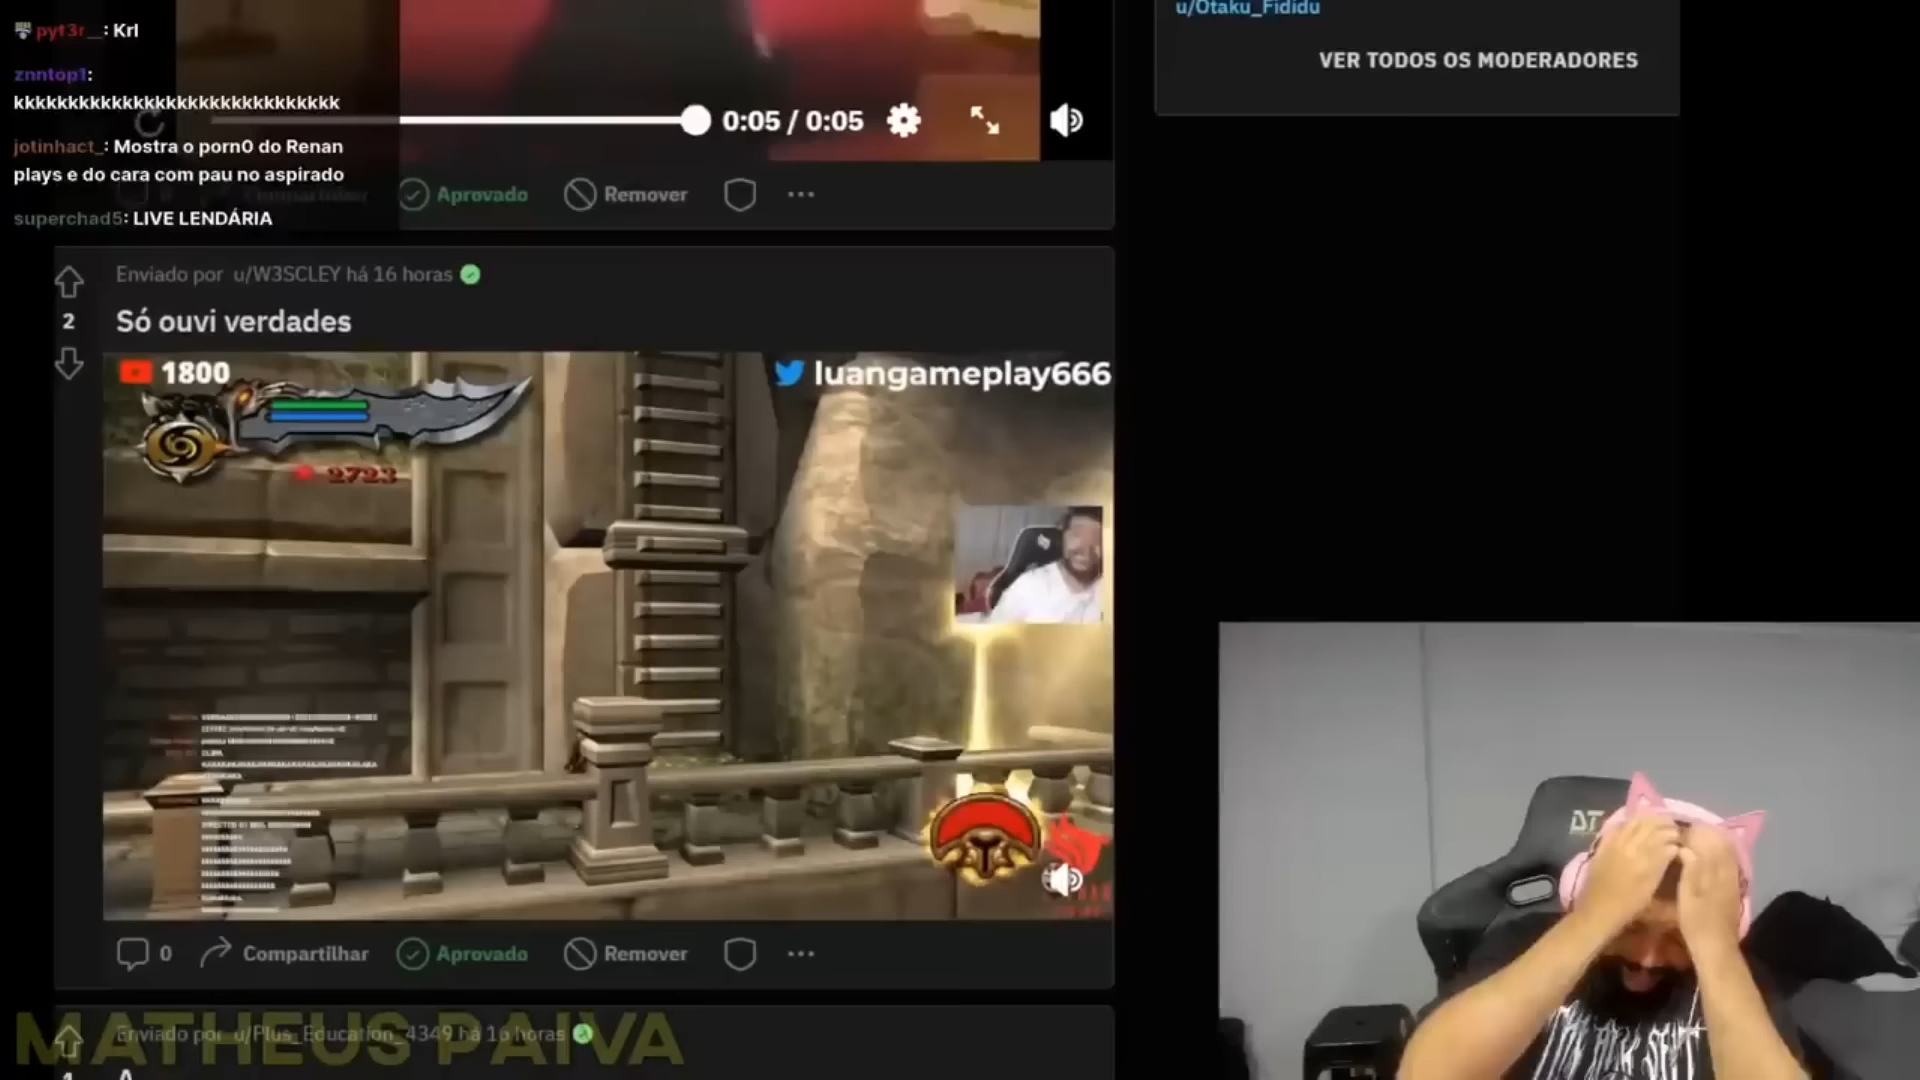 u/Otaku_Fididu
pyt3r__: Krl
VER TODOS OS MODERADORES
znntop1:
kkkkkkkkkkkkkkkkkkkkkkkkkkkkkk
0:05 / 0:05
jotinhact_: Mostra o porn0 do Renan
plays e do cara com pau no aspirado
Compartilhar
Aprovado
Remover
superchad5: LIVE LENDÁRIA
Enviado por u/W3SCLEY há 16 horas
2
Só ouvi verdades
1800
luangameplay666
2723
0
Compartilhar
Aprovado
Remover
MATHEUS PAIVA
Enviado por u/Plus_Education_4349 há 16 horas